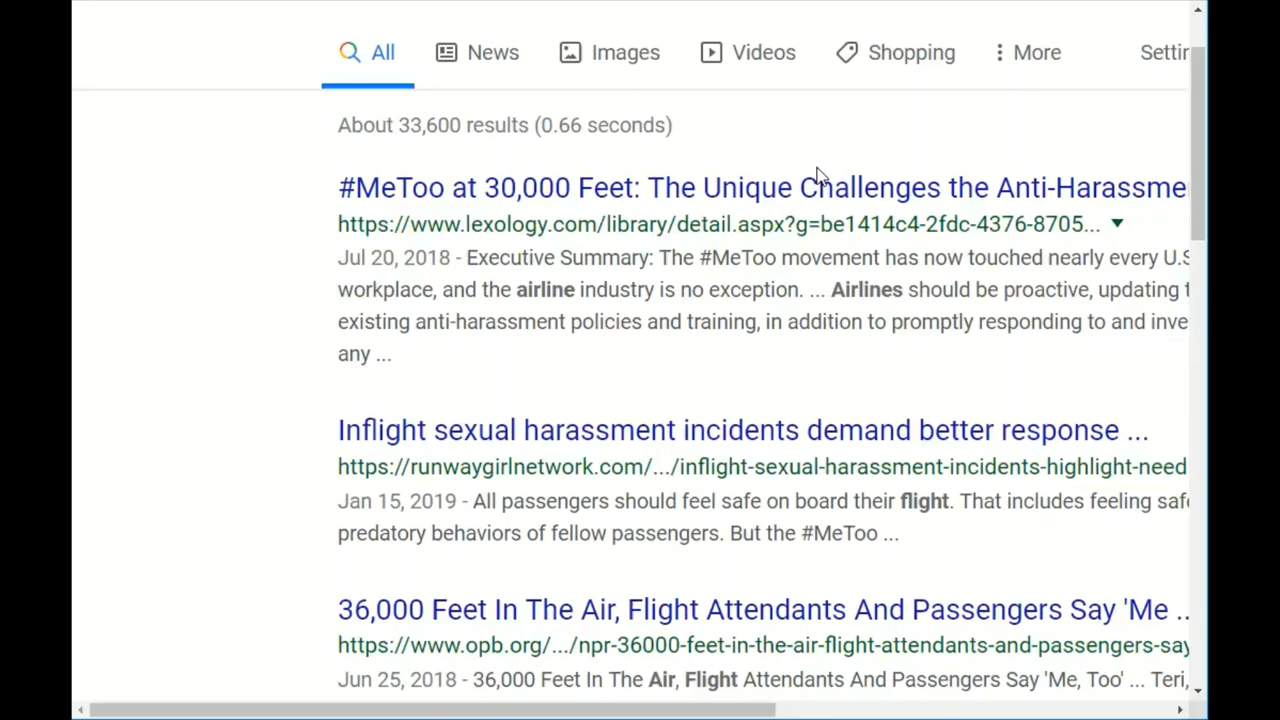 All News Images Videos Shopping More Settin
About 33,600 results (0.66 seconds)
#MeToo at 30,000 Feet: The Unique Challenges the Anti-Harassme
https://www.lexology.com/library/detail.aspx?g=be1414c4-2fdc-4376-8705...
Jul 20, 2018 - Executive Summary: The #MeToo movement has now touched nearly every U.S
workplace, and the airline industry is no exception. ... Airlines should be proactive, updating t
existing anti-harassment policies and training, in addition to promptly responding to and inve
any ...
Inflight sexual harassment incidents demand better response ...
https://runwaygirlnetwork.com/.../inflight-sexual-harassment-incidents-highlight-need
Jan 15, 2019 - All passengers should feel safe on board their flight. That includes feeling safe
predatory behaviors of fellow passengers. But the #MeToo ...
36,000 Feet In The Air, Flight Attendants And Passengers Say 'Me ..
https://www.opb.org/.../npr-36000-feet-in-the-air-flight-attendants-and-passengers-say
Jun 25, 2018 - 36,000 Feet In The Air, Flight Attendants And Passengers Say 'Me, Too' ... Teri,